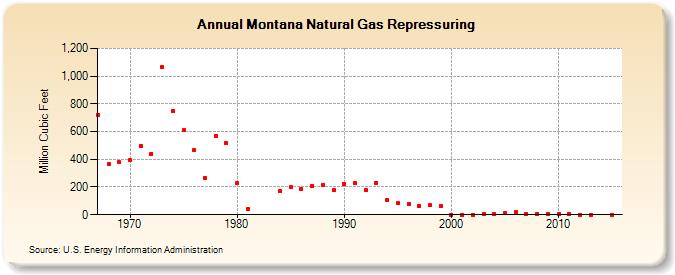 Annual Montana Natural Gas Repressuring
Million Cubic Feet
1,200
1,000
800
600
400
200
0
1970 1980 1990 2000 2010
Source: U.S. Energy Information Administration